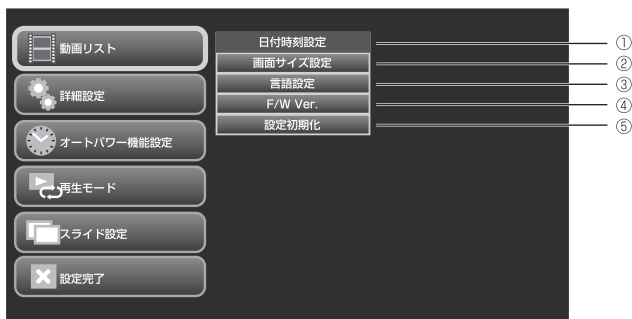 動画リスト
詳細設定
オートパワー機能設定
再生モード
スライド設定
設定完了
日付時刻設定
画面サイズ設定
言語設定
F/W Ver.
設定初期化
①
②
③
④
⑤